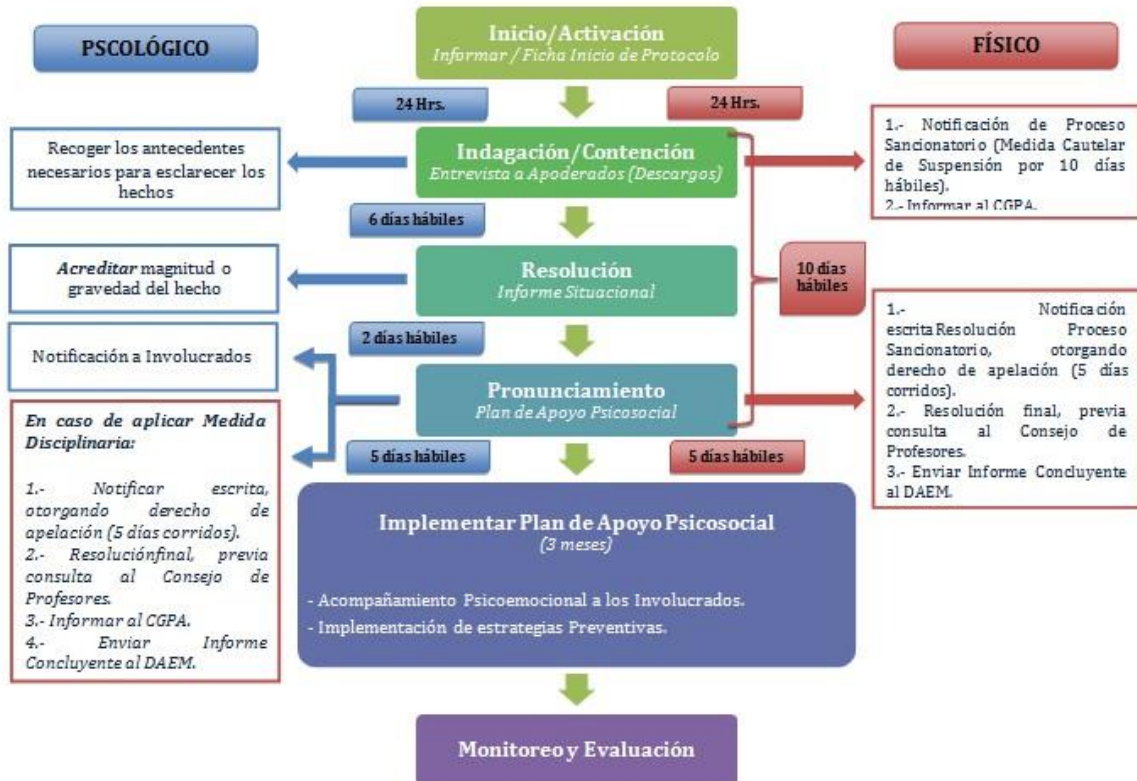 PSCOLÓGICO
Inicio/Activación
Informar / Ficha Inicio de Protocolo
FÍSICO
24 Hrs.
24 Hrs.
Recoger los antecedentes
necesarios para esclarecer los
hechos
Indagación/Contención
Entrevista a Apoderados (Descargos)
1.- Notificación de Proceso
Sancionatorio (Medida Cautelar
de Suspensión por 10 días
hábiles).
2.- Informar al CGPA.
6 días hábiles
Acreditar magnitud o
gravedad del hecho
Resolución
Informe Situacional
10 días
hábiles
2 días hábiles
Notificación a Involucrados
Pronunciamiento
Plan de Apoyo Psicosocial
1.- Notificación
escritaResolución Proceso
Sancionatorio, otorgando
derecho de apelación (5 días
corridos).
2.- Resolución final, previa
consulta al Consejo de
Profesores.
3.- Enviar Informe Concluyente
al DAEM.
En caso de aplicar Medida
Disciplinaria:
1.- Notificar escrita,
otorgando derecho de
apelación (5 días corridos).
2.- Resoluciónfinal, previa
consulta al Consejo de
Profesores.
3.- Informar al CGPA.
4.- Enviar Informe
Concluyente al DAEM.
5 días hábiles
5 días hábiles
Implementar Plan de Apoyo Psicosocial
(3 meses)
- Acompañamiento Psicoemocional a los Involucrados.
- Implementación de estrategias Preventivas.
Monitoreo y Evaluación